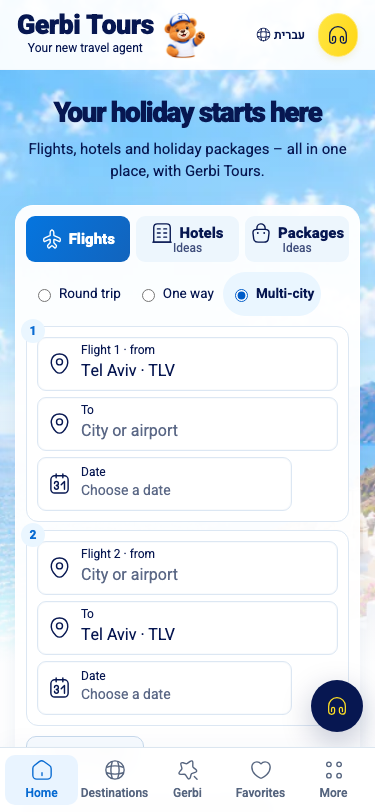 Gerbi Tours
Your new travel agent
עברית
Your holiday starts here
Flights, hotels and holiday packages – all in one
place, with Gerbi Tours.
Flights
Hotels
Ideas
Packages
Ideas
Round trip
One way
Multi-city
1
Flight 1 · from
Tel Aviv · TLV
To
City or airport
31
Date
Choose a date
2
Flight 2 · from
City or airport
To
Tel Aviv · TLV
31
Date
Choose a date
Home
Destinations
Gerbi
Favorites
More